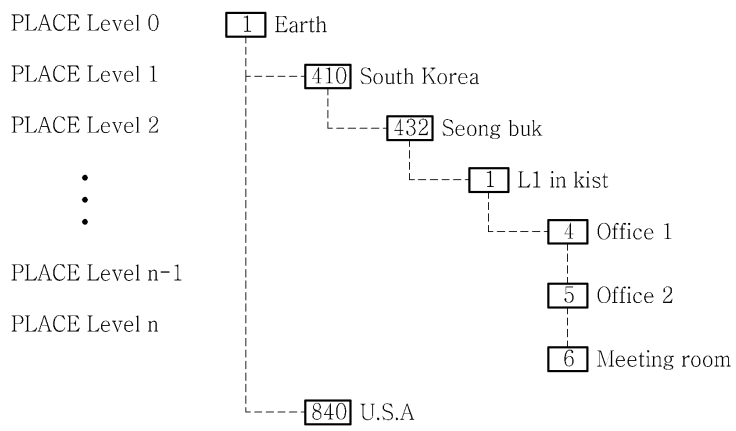 PLACE Level 0 1 Earth
PLACE Level 1 410 South Korea
PLACE Level 2 432 Seong buk
1 L1 in kist
4 Office 1
PLACE Level n-1
5 Office 2
PLACE Level n
6 Meeting room
840 U.S.A